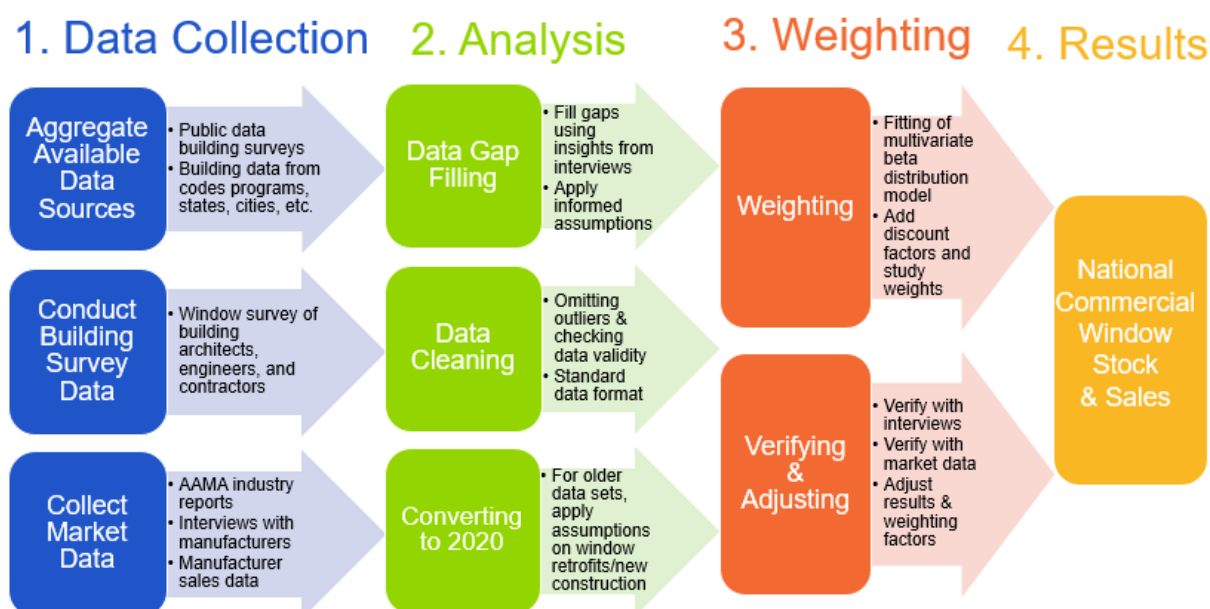 1. Data Collection
2. Analysis
3. Weighting
4. Results
Aggregate
Available
Data
Sources
• Public data
building surveys
• Building data from
codes programs,
states, cities, etc.
Conduct
Building
Survey
Data
• Window survey of
building
architects,
engineers, and
contractors
Collect
Market
Data
• AAMA industry
reports
• Interviews with
manufacturers
• Manufacturer
sales data
Data Gap
Filling
• Fill gaps
using
insights from
interviews
• Apply
informed
assumptions
Data
Cleaning
• Omitting
outliers &
checking
data validity
• Standard
data format
Converting
to 2020
• For older
data sets,
apply
assumptions
on window
retrofits/new
construction
Weighting
• Fitting of
multivariate
beta
distribution
model
• Add
discount
factors and
study
weights
Verifying
&
Adjusting
• Verify with
interviews
• Verify with
market data
• Adjust
results &
weighting
factors
National
Commercial
Window
Stock
& Sales